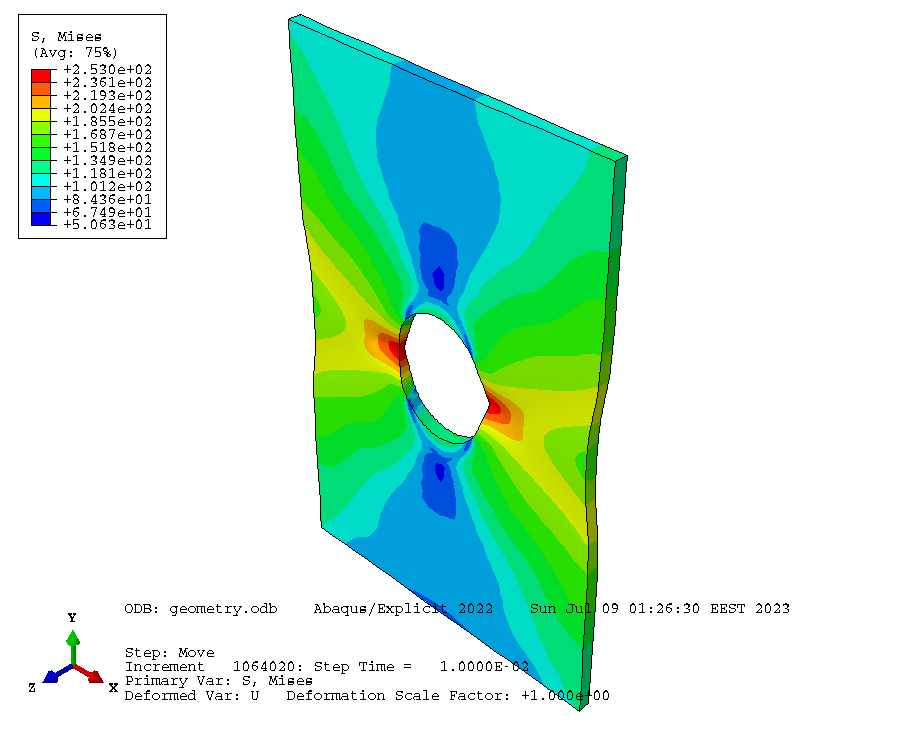 S, Mises
(Avg: 75%)
+2.530e+02
+2.361e+02
+2.193e+02
+2.024e+02
+1.855e+02
+1.687e+02
+1.518e+02
+1.349e+02
+1.181e+02
+1.012e+02
+8.436e+01
+6.749e+01
+5.063e+01
ODB: geometry.odb Abaqus/Explicit 2022 Sun Jul 09 01:26:30 EEST 2023
Y
Z X
Step: Move
Increment 1064020: Step Time = 1.0000E-02
Primary Var: S, Mises
Deformed Var: U Deformation Scale Factor: +1.000e+00